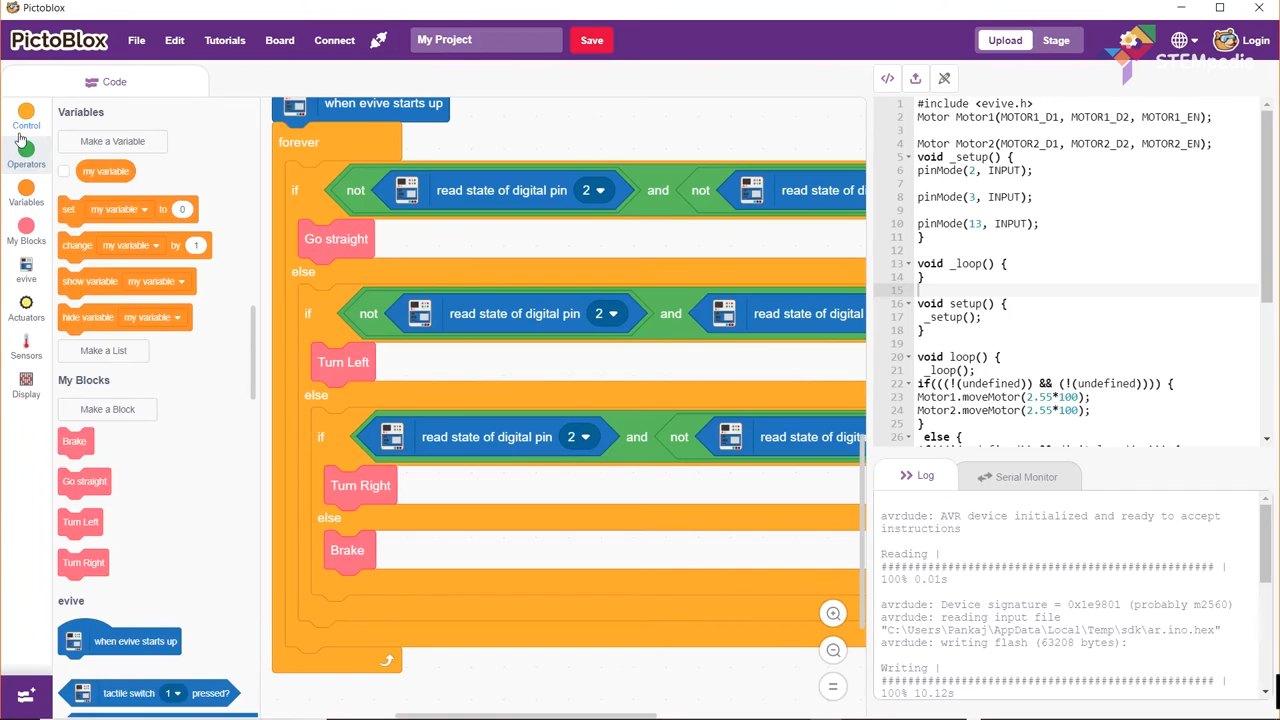 Pictoblox
PictoBlox File Edit Tutorials Board Connect My Project Save Upload Stage Login
STEMpedia
Code
Control
Operators
Variables
My Blocks
evive
Actuators
Sensors
Display
Variables
Make a Variable
my variable
set my variable to 0
change my variable by 1
show variable my variable
hide variable my variable
Make a List
My Blocks
Make a Block
Brake
Go straight
Turn Left
Turn Right
evive
when evive starts up
tactile switch 1 pressed?
when evive starts up
forever
if not read state of digital pin 2 and not read state of d
Go straight
else
if not read state of digital pin 2 and read state of digital
Turn Left
else
if read state of digital pin 2 and not read state of digit
Turn Right
else
Brake
1 #include <evive.h>
2 Motor Motor1(MOTOR1_D1, MOTOR1_D2, MOTOR1_EN);
3
4 Motor Motor2(MOTOR2_D1, MOTOR2_D2, MOTOR2_EN);
5 void _setup() {
6 pinMode(2, INPUT);
7
8 pinMode(3, INPUT);
9
10 pinMode(13, INPUT);
11 }
12
13 void _loop() {
14 }
15
16 void setup() {
17 _setup();
18 }
19
20 void loop() {
21 _loop();
22 if(((!(undefined)) && (!(undefined)))) {
23 Motor1.moveMotor(2.55*100);
24 Motor2.moveMotor(2.55*100);
25 }
26 else {
Log Serial Monitor
avrdude: AVR device initialized and ready to accept
instructions
Reading |
################################################## |
100% 0.01s
avrdude: Device signature = 0x1e9801 (probably m2560)
avrdude: reading input file
"C:\Users\Pankaj\AppData\Local\Temp\sdk\ar.ino.hex"
avrdude: writing flash (63208 bytes):
Writing |
################################################## |
100% 10.12s